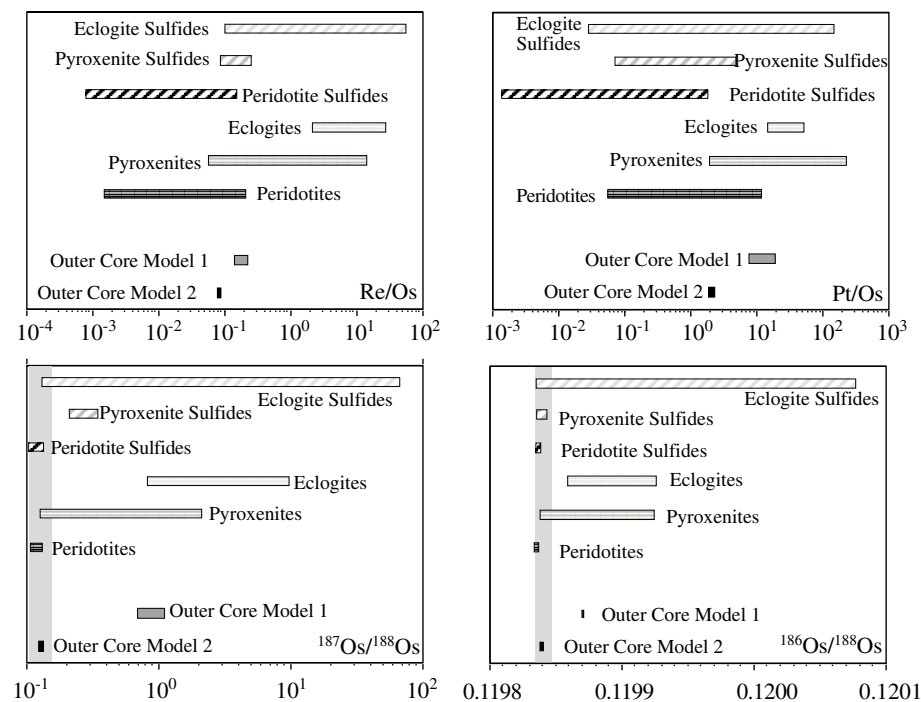 Eclogite Sulfides
Pyroxenite Sulfides
Peridotite Sulfides
Eclogites
Pyroxenites
Peridotites
Outer Core Model 1
Outer Core Model 2
Re/Os
10⁻⁴ 10⁻³ 10⁻² 10⁻¹ 10⁰ 10¹ 10²
Eclogite
Sulfides
Pyroxenite Sulfides
Peridotite Sulfides
Eclogites
Pyroxenites
Peridotites
Outer Core Model 1
Outer Core Model 2
Pt/Os
10⁻³ 10⁻² 10⁻¹ 10⁰ 10¹ 10² 10³
Eclogite Sulfides
Pyroxenite Sulfides
Peridotite Sulfides
Eclogites
Pyroxenites
Peridotites
Outer Core Model 1
Outer Core Model 2
¹⁸⁷Os/¹⁸⁸Os
10⁻¹ 10⁰ 10¹ 10²
Eclogite Sulfides
Pyroxenite Sulfides
Peridotite Sulfides
Eclogites
Pyroxenites
Peridotites
Outer Core Model 1
Outer Core Model 2
¹⁸⁶Os/¹⁸⁸Os
0.1198 0.1199 0.1200 0.1201